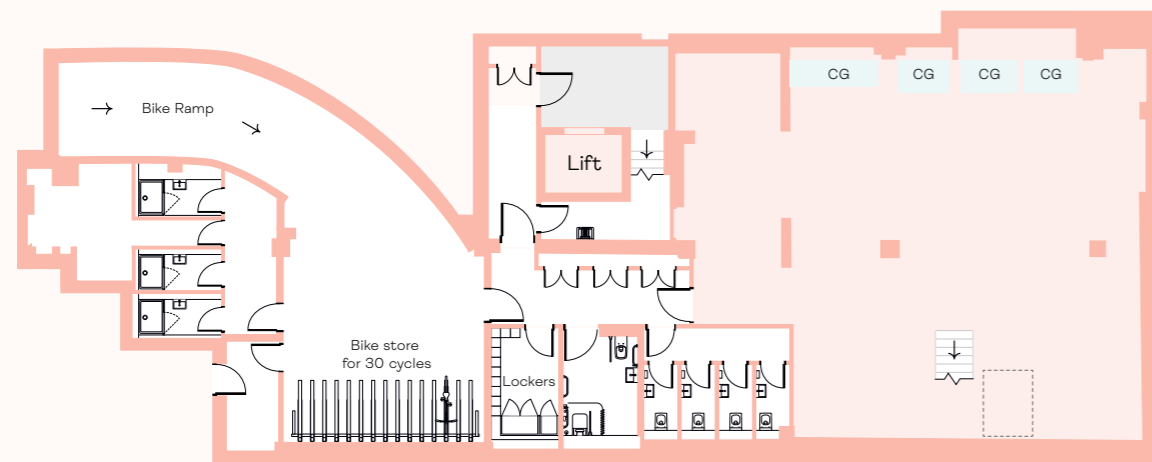 CG
CG
CG
CG
Bike Ramp
Lift
Bike store
for 30 cycles
Lockers